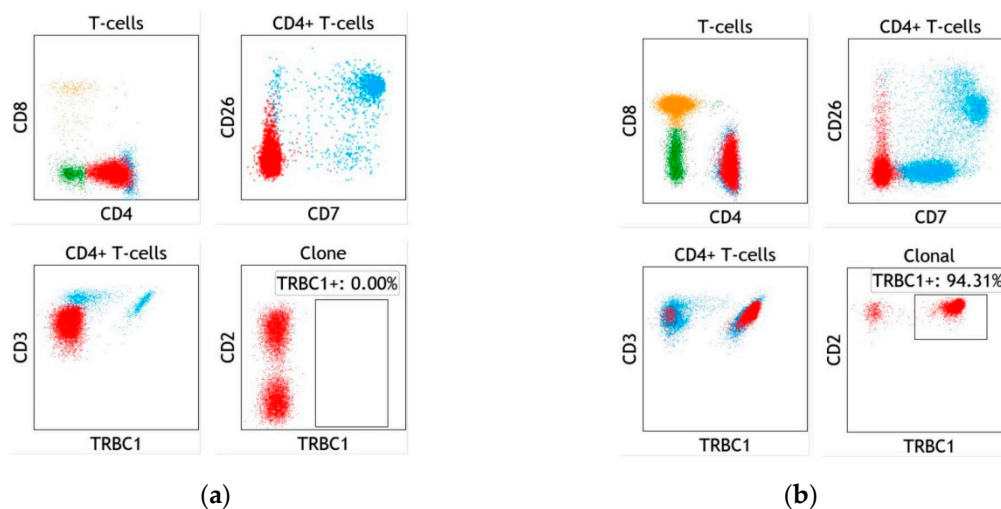 T-cells
CD8
CD4
CD4+ T-cells
CD26
CD7
CD4+ T-cells
CD3
TRBC1
Clone
TRBC1+: 0.00%
CD2
TRBC1
(a)
T-cells
CD8
CD4
CD4+ T-cells
CD26
CD7
CD4+ T-cells
CD3
TRBC1
Clonal
TRBC1+: 94.31%
CD2
TRBC1
(b)